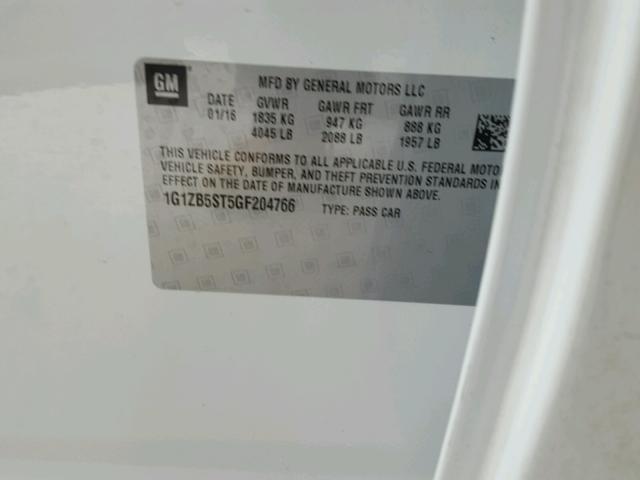 GM
MFD BY GENERAL MOTORS LLC
DATE GVWR GAWR FRT GAWR RR
01/16 1835 KG 947 KG 888 KG
4045 LB 2088 LB 1957 LB
THIS VEHICLE CONFORMS TO ALL APPLICABLE U.S. FEDERAL MOTO
VEHICLE SAFETY, BUMPER, AND THEFT PREVENTION STANDARDS IN
EFFECT ON THE DATE OF MANUFACTURE SHOWN ABOVE.
1G1ZB5ST5GF204766 TYPE: PASS CAR